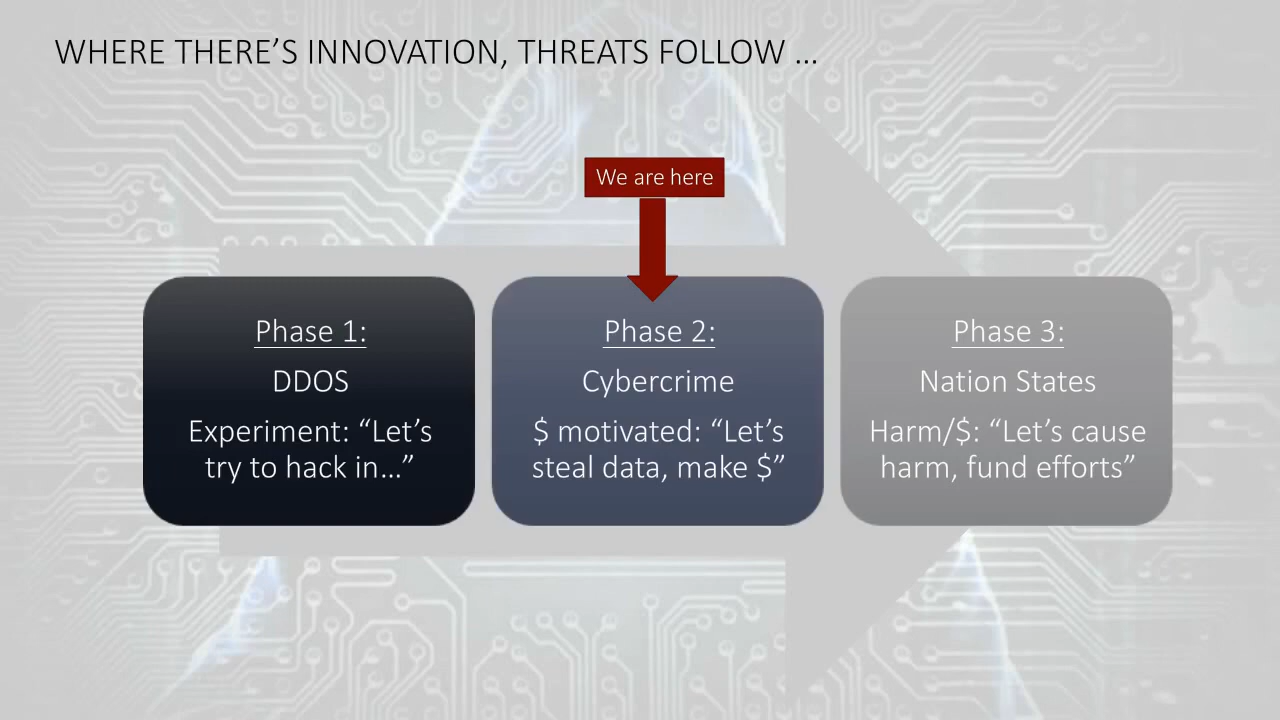 WHERE THERE’S INNOVATION, THREATS FOLLOW …
We are here
Phase 1:
DDOS
Experiment: “Let’s
try to hack in…”
Phase 2:
Cybercrime
$ motivated: “Let’s
steal data, make $”
Phase 3:
Nation States
Harm/$: “Let’s cause
harm, fund efforts”